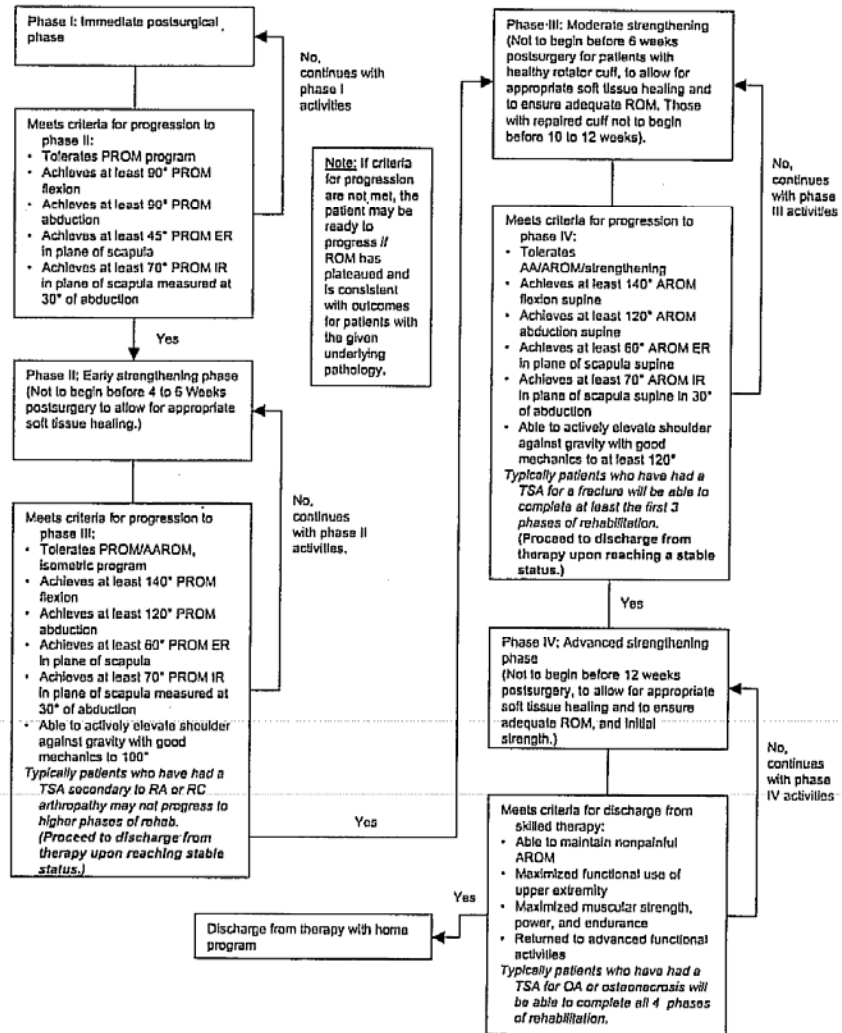 Phase I: Immediate postsurgical
phase
No,
continues with
phase I
activities
Meets criteria for progression to
phase II:
• Tolerates PROM program
• Achieves at least 90° PROM
flexion
• Achieves at least 90° PROM
abduction
• Achieves at least 45° PROM ER
in plane of scapula
• Achieves at least 70° PROM IR
in plane of scapula measured at
30° of abduction
Yes
Note: If criteria
for progression
are not met, the
patient may be
ready to
progress if
ROM has
plateaued and
is consistent
with outcomes
for patients with
the given
underlying
pathology.
Phase II; Early strengthening phase
(Not to begin before 4 to 6 Weeks
postsurgery to allow for appropriate
soft tissue healing.)
No,
continues
with phase II
activities.
Meets criteria for progression to
phase III:
• Tolerates PROM/AAROM,
isometric program
• Achieves at least 140° PROM
flexion
• Achieves at least 120° PROM
abduction
• Achieves at least 60° PROM ER
in plane of scapula
• Achieves at least 70° PROM IR
in plane of scapula measured at
30° of abduction
• Able to actively elevate shoulder
against gravity with good
mechanics to 100°
Typically patients who have had a
TSA secondary to RA or RC
arthropathy may not progress to
higher phases of rehab.
(Proceed to discharge from
therapy upon reaching stable
status.)
Yes
Phase III: Moderate strengthening
(Not to begin before 6 weeks
postsurgery for patients with
healthy rotator cuff, to allow for
appropriate soft tissue healing and
to ensure adequate ROM. Those
with repaired cuff not to begin
before 10 to 12 weeks).
No,
continues
with phase
III activities
Meets criteria for progression to
phase IV:
• Tolerates
AA/AROM/strengthening
• Achieves at least 140° AROM
flexion supine
• Achieves at least 120° AROM
abduction supine
• Achieves at least 60° AROM ER
in plane of scapula supine
• Achieves at least 70° AROM IR
in plane of scapula supine in 30°
of abduction
• Able to actively elevate shoulder
against gravity with good
mechanics to at least 120°
Typically patients who have had a
TSA for a fracture will be able to
complete at least the first 3
phases of rehabilitation.
(Proceed to discharge from
therapy upon reaching a stable
status.)
Yes
Phase IV: Advanced strengthening
phase
(Not to begin before 12 weeks
postsurgery, to allow for appropriate
soft tissue healing and to ensure
adequate ROM, and initial
strength.)
No,
continues
with phase
IV activities
Meets criteria for discharge from
skilled therapy:
• Able to maintain nonpainful
AROM
• Maximized functional use of
upper extremity
• Maximized muscular strength,
power, and endurance
• Returned to advanced functional
activities
Typically patients who have had a
TSA for OA or osteonecrosis will
be able to complete all 4 phases
of rehabilitation.
Yes
Discharge from therapy with home
program